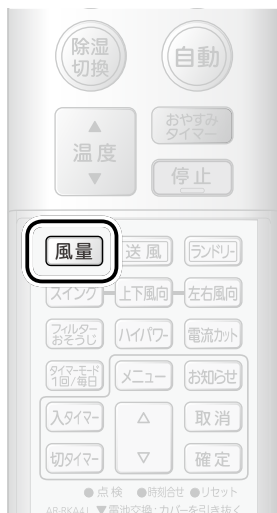 除湿
切換
自動
▲
温度
▼
おやすみ
タイマー
停止
風量
送風
ランドリー
スイング
上下風向
左右風向
フィルター
おそうじ
ハイパワー
電流カット
タイマーモード
1回/毎日
メニュー
お知らせ
入タイマー
△
取消
切タイマー
▽
確定
●点検 ●時刻合せ ●リセット
AR-RKA4J ▼電池交換:カバーを引き抜く